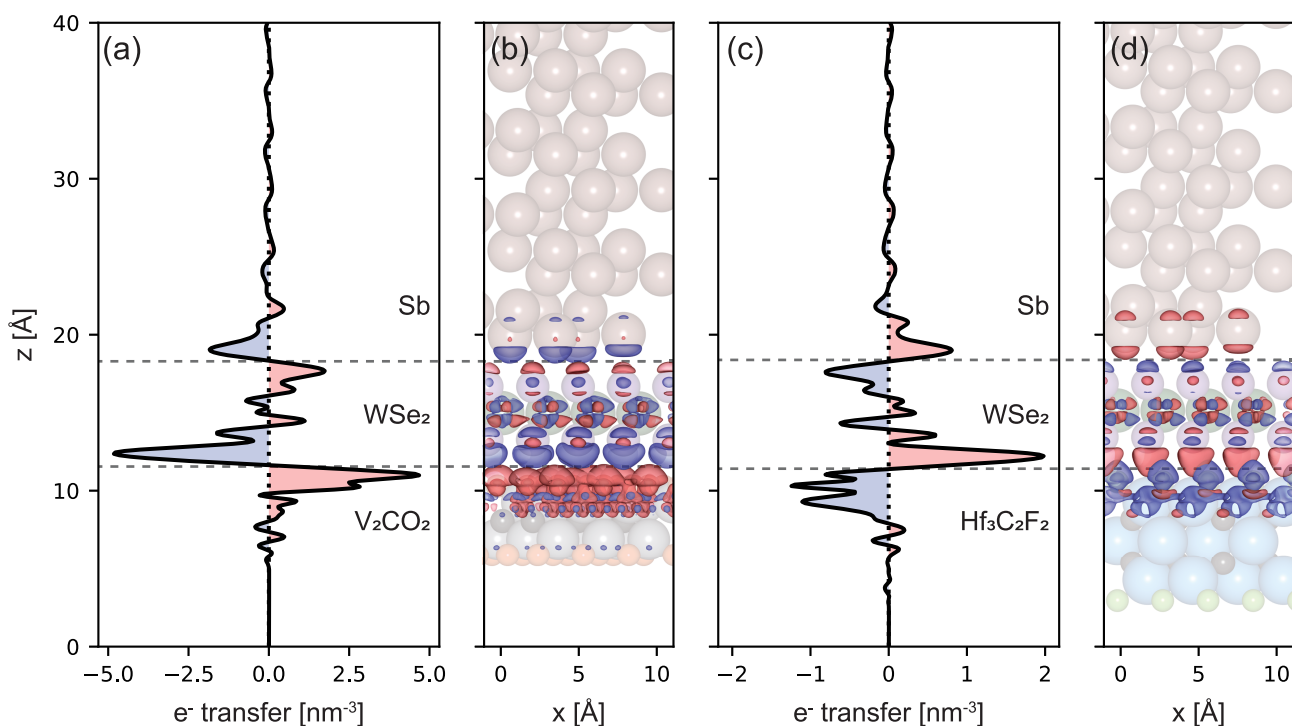 (a)
(b)
(c)
(d)
40
30
20
10
0
z [Å]
Sb
WSe₂
V₂CO₂
Sb
WSe₂
Hf₃C₂F₂
−5.0 −2.5 0.0 2.5 5.0
0 5 10
−2 −1 0 1 2
0 5 10
e⁻ transfer [nm⁻³]
x [Å]
e⁻ transfer [nm⁻³]
x [Å]